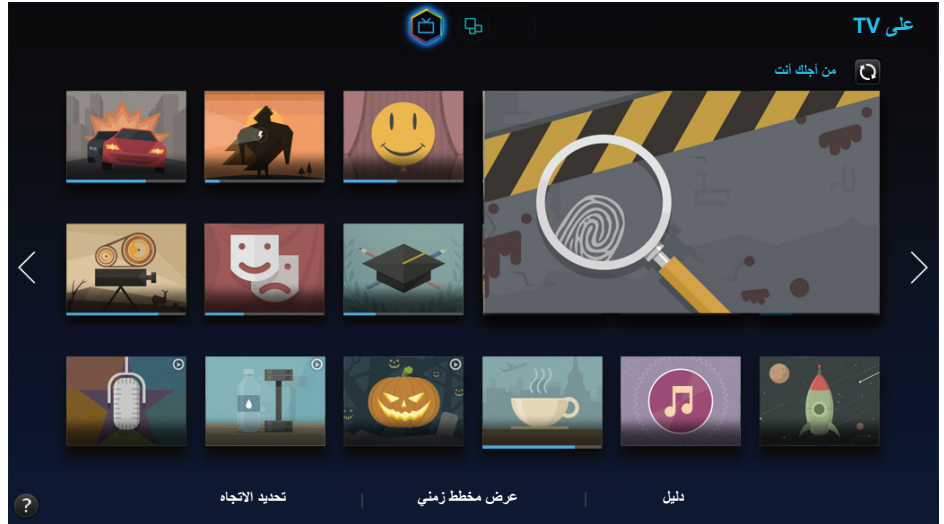 على TV
من أجلك أنت
دليل
عرض مخطط زمني
تحديد الاتجاه
?